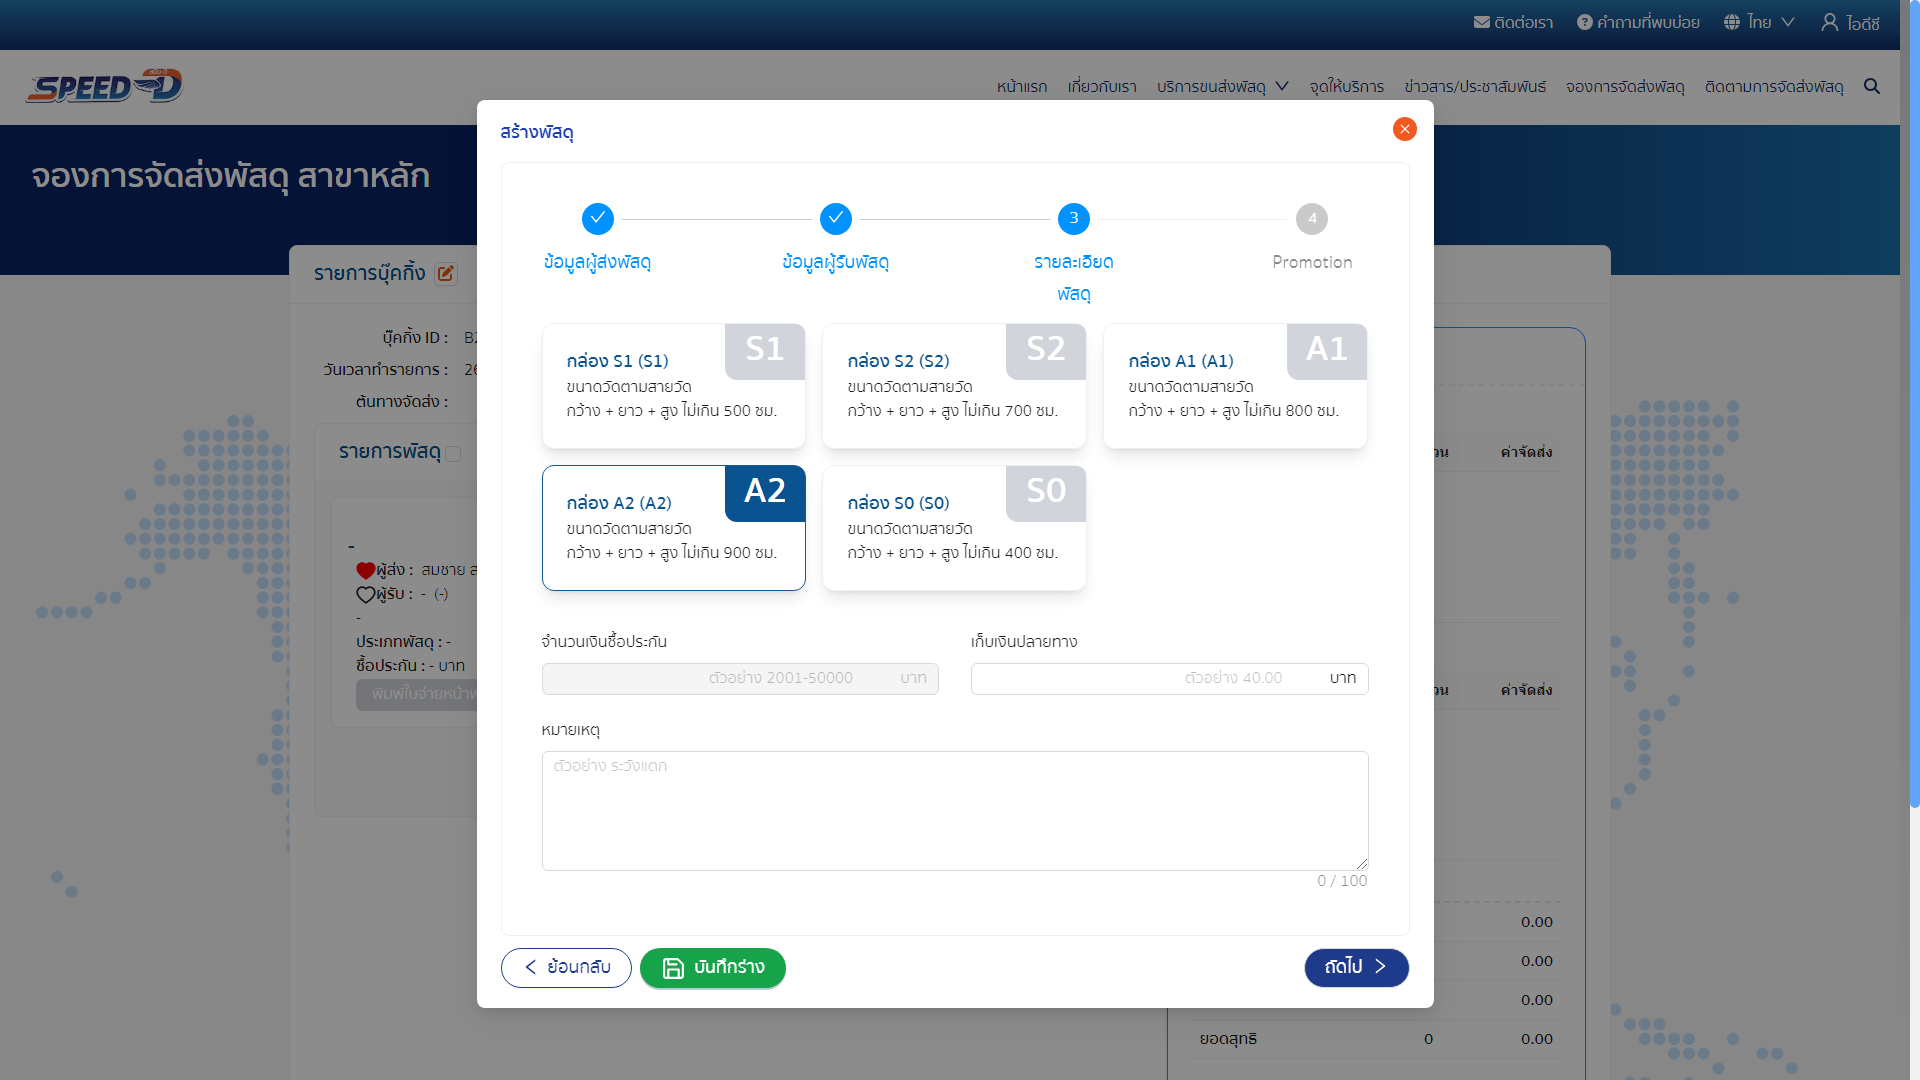 ติดต่อเรา
คำถามที่พบบ่อย
ไทย
ไอดีซี
SPEED-D
หน้าแรก
เกี่ยวกับเรา
บริการขนส่งพัสดุ
จุดให้บริการ
ข่าวสาร/ประชาสัมพันธ์
จองการจัดส่งพัสดุ
ติดตามการจัดส่งพัสดุ
จองการจัดส่งพัสดุ สาขาหลัก
รายการบุ๊คกิ้ง
บุ๊คกิ้ง ID :
วันเวลาทำรายการ :
ต้นทางจัดส่ง :
รายการพัสดุ
-
ผู้ส่ง : สมชาย
ผู้รับ : - (-)
-
ประเภทพัสดุ : -
ซื้อประกัน : - บาท
สร้างพัสดุ
ข้อมูลผู้ส่งพัสดุ
ข้อมูลผู้รับพัสดุ
3
รายละเอียด
พัสดุ
4
Promotion
S1
กล่อง S1 (S1)
ขนาดวัดตามสายวัด
กว้าง + ยาว + สูง ไม่เกิน 500 ซม.
S2
กล่อง S2 (S2)
ขนาดวัดตามสายวัด
กว้าง + ยาว + สูง ไม่เกิน 700 ซม.
A1
กล่อง A1 (A1)
ขนาดวัดตามสายวัด
กว้าง + ยาว + สูง ไม่เกิน 800 ซม.
A2
กล่อง A2 (A2)
ขนาดวัดตามสายวัด
กว้าง + ยาว + สูง ไม่เกิน 900 ซม.
S0
กล่อง S0 (S0)
ขนาดวัดตามสายวัด
กว้าง + ยาว + สูง ไม่เกิน 400 ซม.
จำนวนเงินซื้อประกัน
ตัวอย่าง 2001-50000 บาท
เก็บเงินปลายทาง
ตัวอย่าง 40.00 บาท
หมายเหตุ
ตัวอย่าง ระวังแตก
0 / 100
ย้อนกลับ
บันทึกร่าง
ถัดไป
ค่าจัดส่ง
ค่าจัดส่ง
0.00
0.00
0.00
ยอดสุทธิ 0 0.00